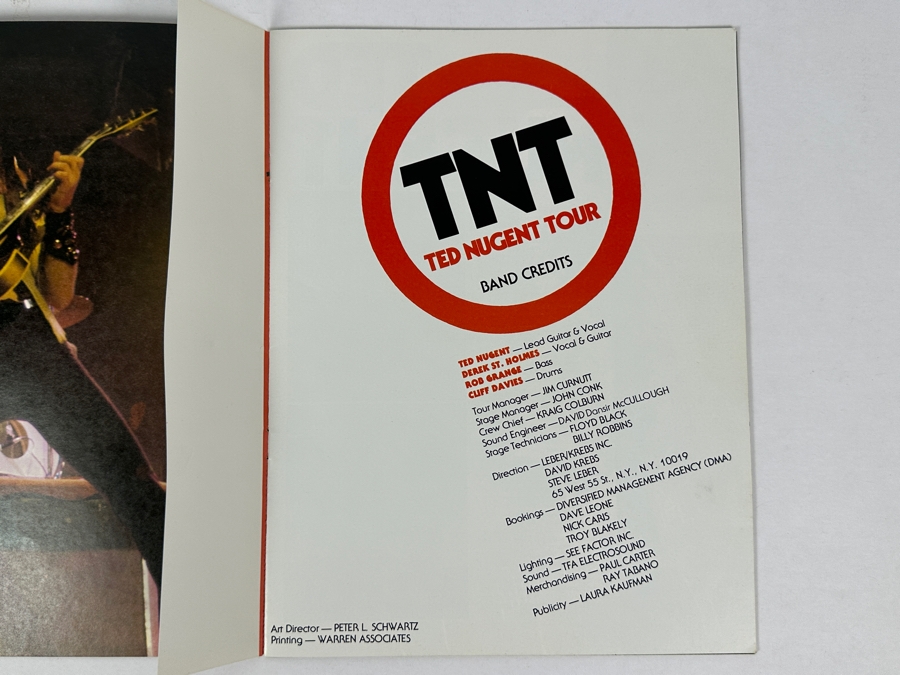 TNT
TED NUGENT TOUR
BAND CREDITS
TED NUGENT — Lead Guitar & Vocal
DEREK ST. HOLMES — Vocal & Guitar
ROD GRANGE — Bass
CLIFF DAVIES — Drums
Tour Manager — JIM CURNUTT
Stage Manager — JOHN CONK
Crew Chief — KRAIG COLBURN
Sound Engineer — DAVID Dansir McCULLOUGH
Stage Technicians — FLOYD BLACK
BILLY ROBBINS
Direction — LEBER/KREBS INC.
DAVID KREBS
STEVE LEBER
65 West 55 St., N.Y., N.Y. 10019
Bookings — DIVERSIFIED MANAGEMENT AGENCY (DMA)
DAVE LEONE
NICK CARIS
TROY BLAKELY
Lighting — SEE FACTOR INC.
Sound — TFA ELECTROSOUND
Merchandising — PAUL CARTER
RAY TABANO
Publicity — LAURA KAUFMAN
Art Director — PETER L. SCHWARTZ
Printing — WARREN ASSOCIATES